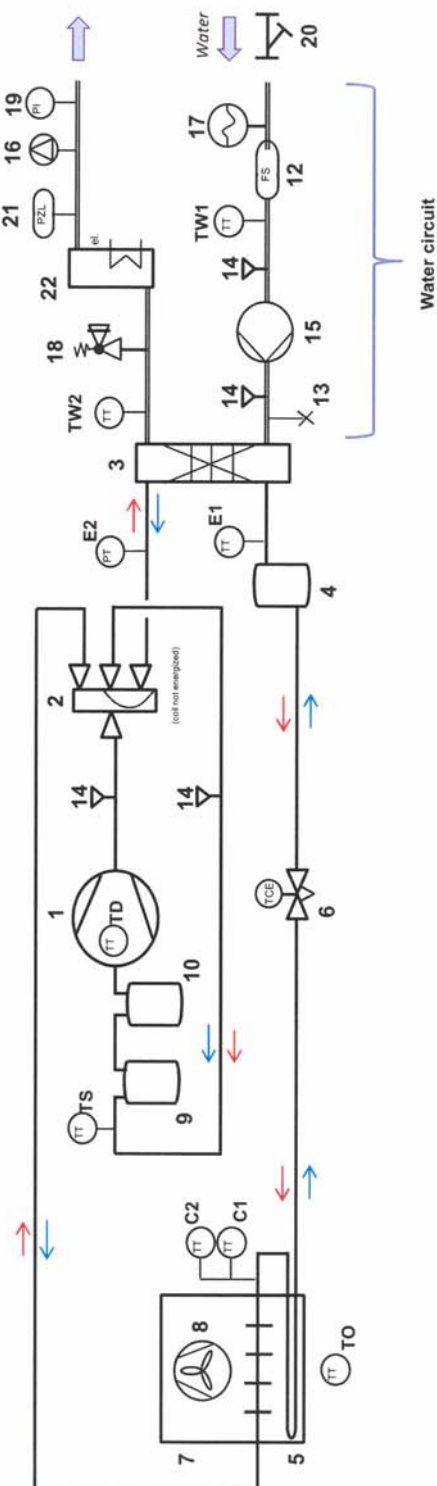 21
16
19
PZL
PI
22
el.
18
TW2
TT
2
E2
PT
3
1
14
TS
TT
TT
TD
(coil not energized)
Water
17
20
7
8
C2
TT
C1
TT
9
10
14
E1
TT
14
14
TW1
TT
FS
12
5
TT
TO
TCE
6
4
13
15
Water circuit